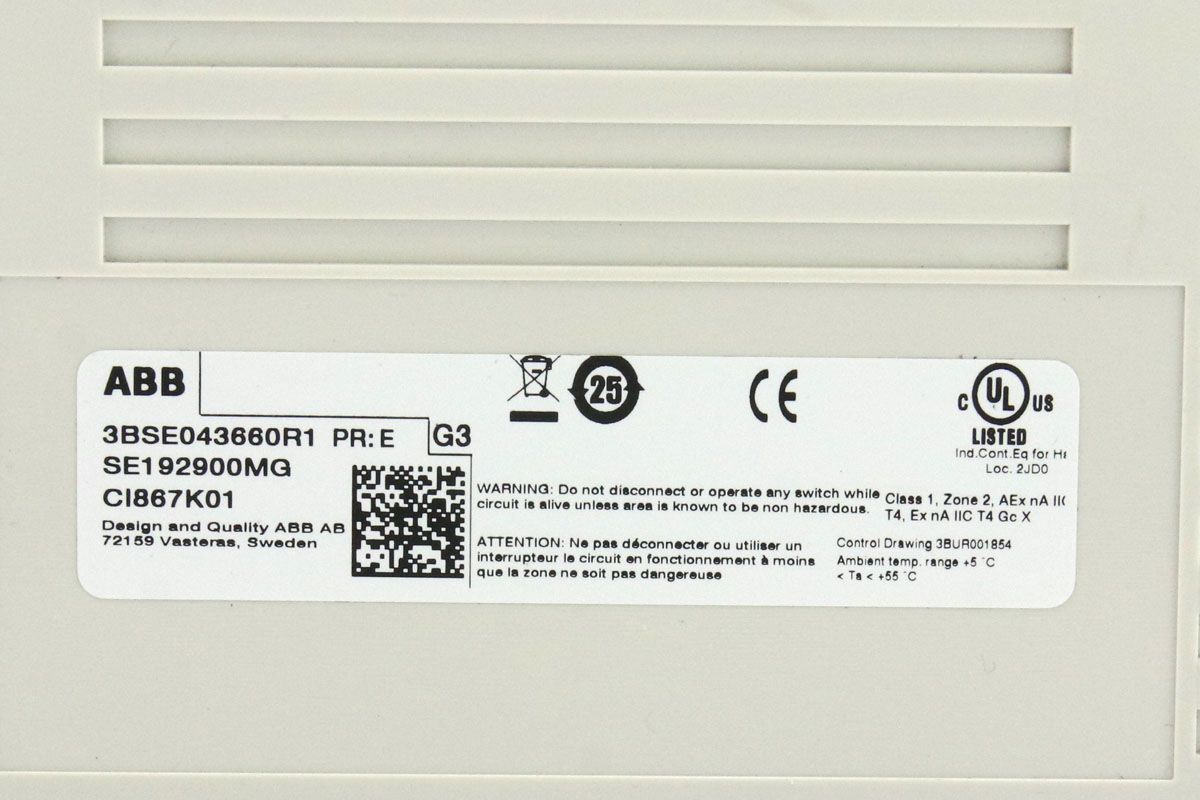 ABB
25
CE
C UL US
LISTED
Ind.Cont.Eq for
Loc. 2JD0
3BSE043660R1 PR: E G3
SE192900MG
CI867K01
Design and Quality ABB AB
72159 Vasteras, Sweden
WARNING: Do not disconnect or operate any switch while
circuit is alive unless area is known to be non hazardous.
ATTENTION: Ne pas déconnecter ou utiliser un
interrupteur le circuit en fonctionnement à moins
que la zone ne soit pas dangereuse
Class 1, Zone 2, AEx nA
T4, Ex nA IIC T4 Gc X
Control Drawing 3BUR001854
Ambient temp. range +5 °C
< Ta < +55 °C